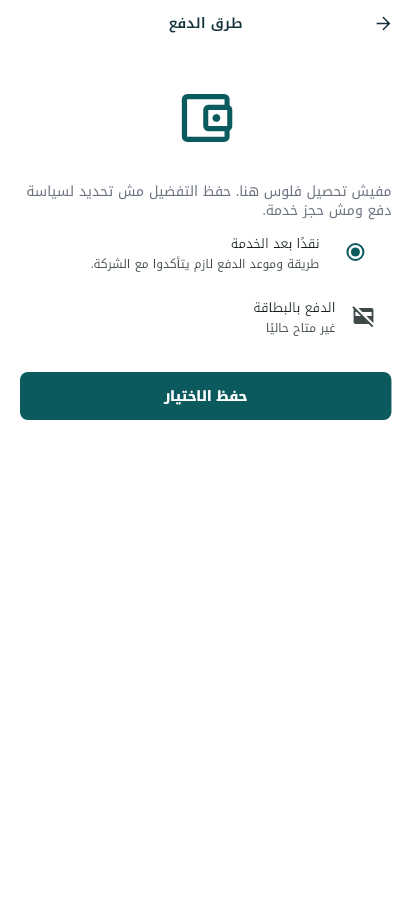 طرق الدفع
مفيش تحصيل فلوس هنا. حفظ التفضيل مش تحديد لسياسة
دفع ومش حجز خدمة.
نقدًا بعد الخدمة
طريقة وموعد الدفع لازم يتأكدوا مع الشركة.
الدفع بالبطاقة
غير متاح حاليًا
حفظ الاختيار